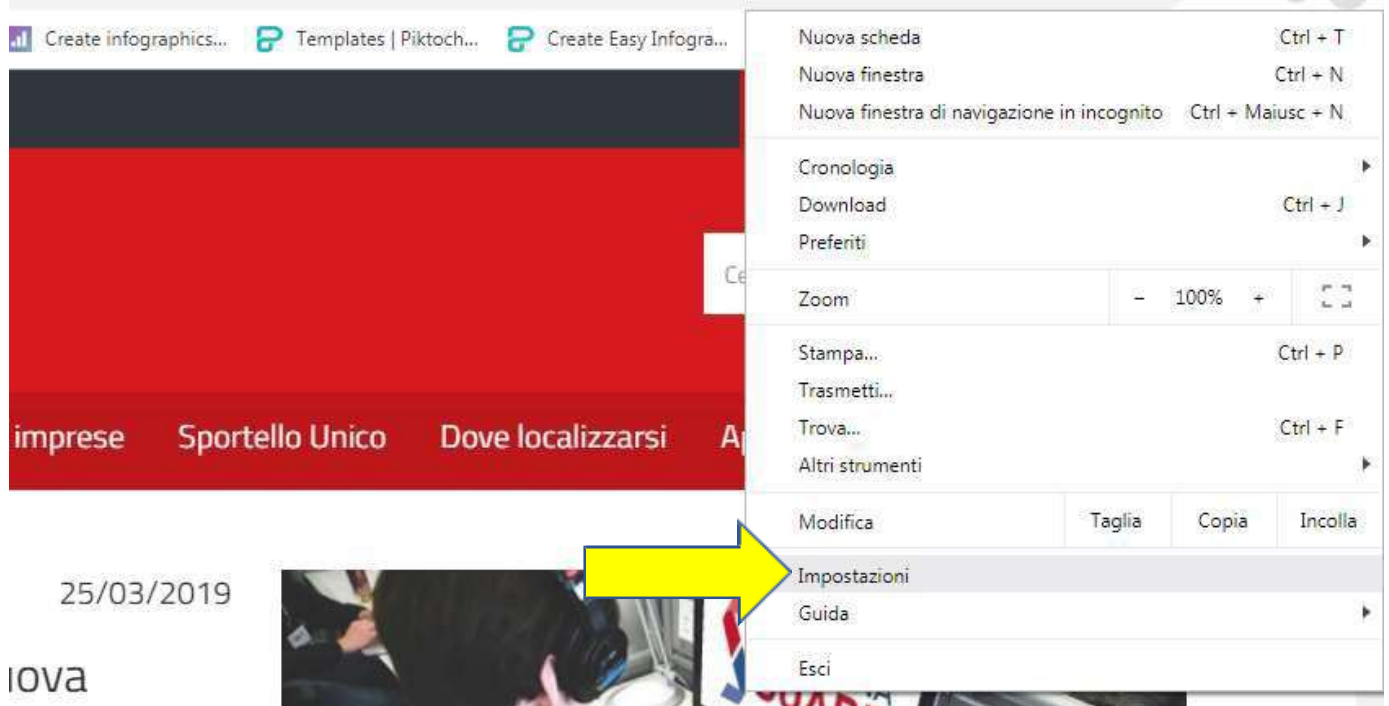 Create infographics... Templates | Piktoch... Create Easy Infogra...
Nuova scheda Ctrl + T
Nuova finestra Ctrl + N
Nuova finestra di navigazione in incognito Ctrl + Maiusc + N
Cronologia
Download Ctrl + J
Preferiti
Ce
Zoom - 100% +
Stampa... Ctrl + P
Trasmetti...
Trova... Ctrl + F
Altri strumenti
imprese Sportello Unico Dove localizzarsi
Modifica Taglia Copia Incolla
Impostazioni
Guida
Esci
25/03/2019